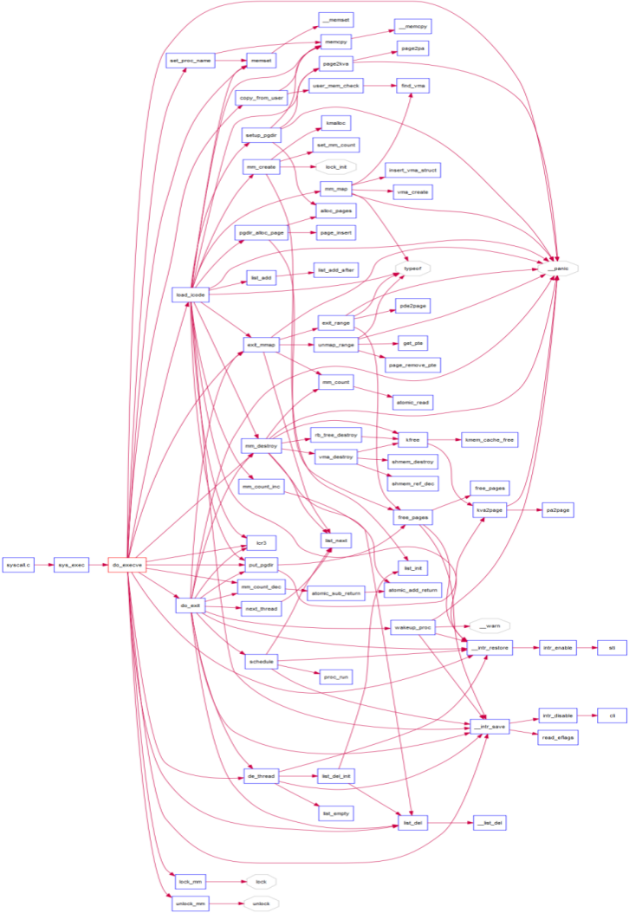 syscall.c
sys_exec
do_execve
set_proc_name
load_icode
do_exit
lock_mm
unlock_mm
memset
copy_from_user
setup_pgdir
mm_create
pgdir_alloc_page
list_add
exit_mmap
mm_destroy
mm_count_inc
lcr3
put_pgdir
mm_count_dec
next_thread
schedule
de_thread
lock
unlock
__memset
memcpy
page2kva
user_mem_check
kmalloc
set_mm_count
lock_init
mm_map
alloc_pages
page_insert
list_add_after
exit_range
unmap_range
mm_count
rb_tree_destroy
vma_destroy
list_next
atomic_sub_return
proc_run
list_del_init
list_empty
__memcpy
page2pa
find_vma
insert_vma_struct
vma_create
typeof
pde2page
get_pte
page_remove_pte
atomic_read
kfree
shmem_destroy
shmem_ref_dec
free_pages
list_init
atomic_add_return
wakeup_proc
list_del
kmem_cache_free
free_pages
kva2page
__warn
__intr_restore
__intr_save
__list_del
__panic
pa2page
intr_enable
intr_disable
read_eflags
sti
cli